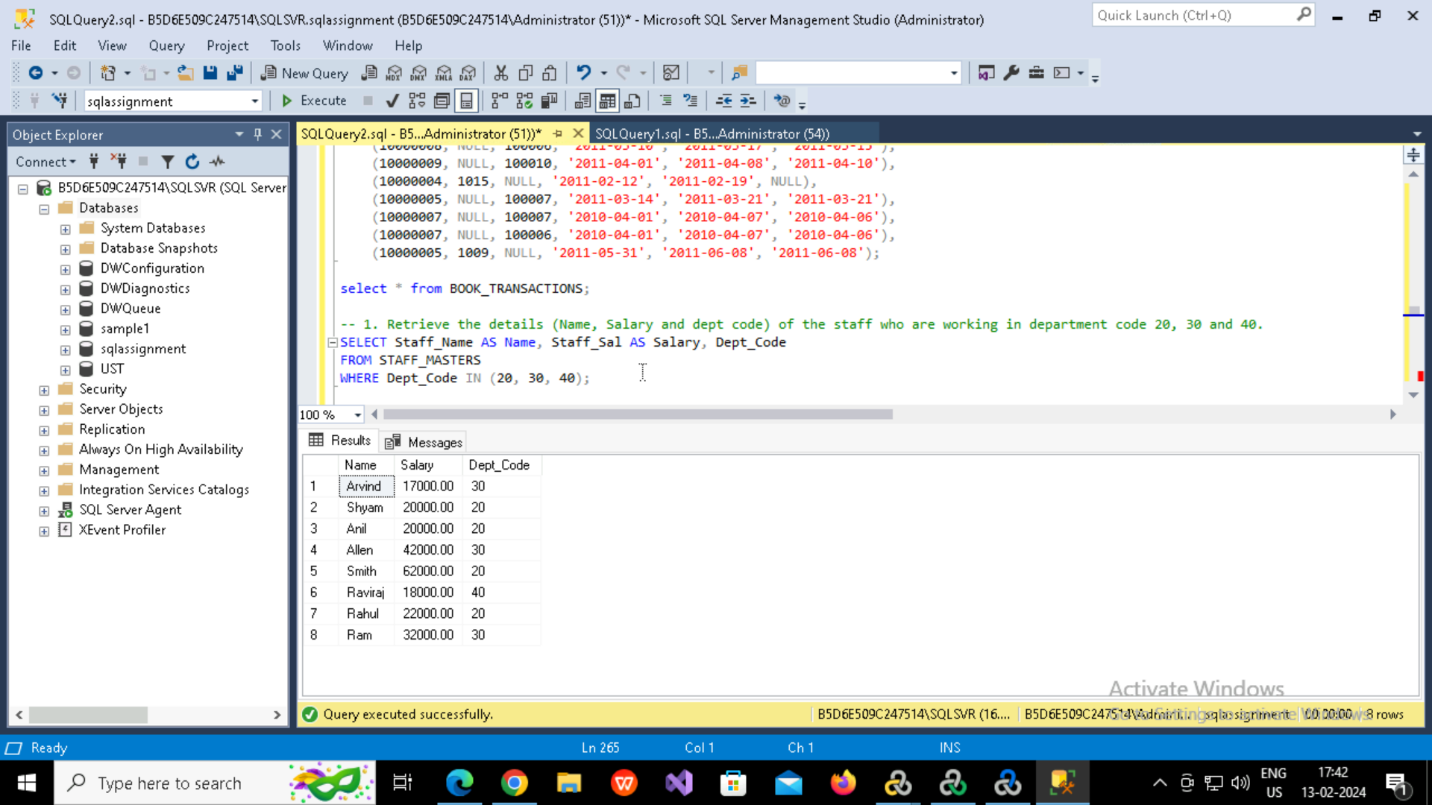 SQLQuery2.sql - B5D6E509C247514\SQLSVR.sqlassignment (B5D6E509C247514\Administrator (51))* - Microsoft SQL Server Management Studio (Administrator)
Quick Launch (Ctrl+Q)
File Edit View Query Project Tools Window Help
New Query
MDX DMX XMLA DAX
sqlassignment
Execute
Object Explorer
SQLQuery2.sql - B5...Administrator (51))*
SQLQuery1.sql - B5...Administrator (54))
Connect
B5D6E509C247514\SQLSVR (SQL Server
Databases
System Databases
Database Snapshots
DWConfiguration
DWDiagnostics
DWQueue
sample1
sqlassignment
UST
Security
Server Objects
Replication
Always On High Availability
Management
Integration Services Catalogs
SQL Server Agent
XEvent Profiler
(10000009, NULL, 100010, '2011-04-01', '2011-04-08', '2011-04-10'),
(10000004, 1015, NULL, '2011-02-12', '2011-02-19', NULL),
(10000005, NULL, 100007, '2011-03-14', '2011-03-21', '2011-03-21'),
(10000007, NULL, 100007, '2010-04-01', '2010-04-07', '2010-04-06'),
(10000007, NULL, 100006, '2010-04-01', '2010-04-07', '2010-04-06'),
(10000005, 1009, NULL, '2011-05-31', '2011-06-08', '2011-06-08');
select * from BOOK_TRANSACTIONS;
-- 1. Retrieve the details (Name, Salary and dept code) of the staff who are working in department code 20, 30 and 40.
SELECT Staff_Name AS Name, Staff_Sal AS Salary, Dept_Code
FROM STAFF_MASTERS
WHERE Dept_Code IN (20, 30, 40);
100 %
Results Messages
Name Salary Dept_Code
1 Arvind 17000.00 30
2 Shyam 20000.00 20
3 Anil 20000.00 20
4 Allen 42000.00 30
5 Smith 62000.00 20
6 Raviraj 18000.00 40
7 Rahul 22000.00 20
8 Ram 32000.00 30
Activate Windows
Query executed successfully.
B5D6E509C247514\SQLSVR (16....
8 rows
Ready
Ln 265
Col 1
Ch 1
INS
Type here to search
ENG
US
17:42
13-02-2024
1